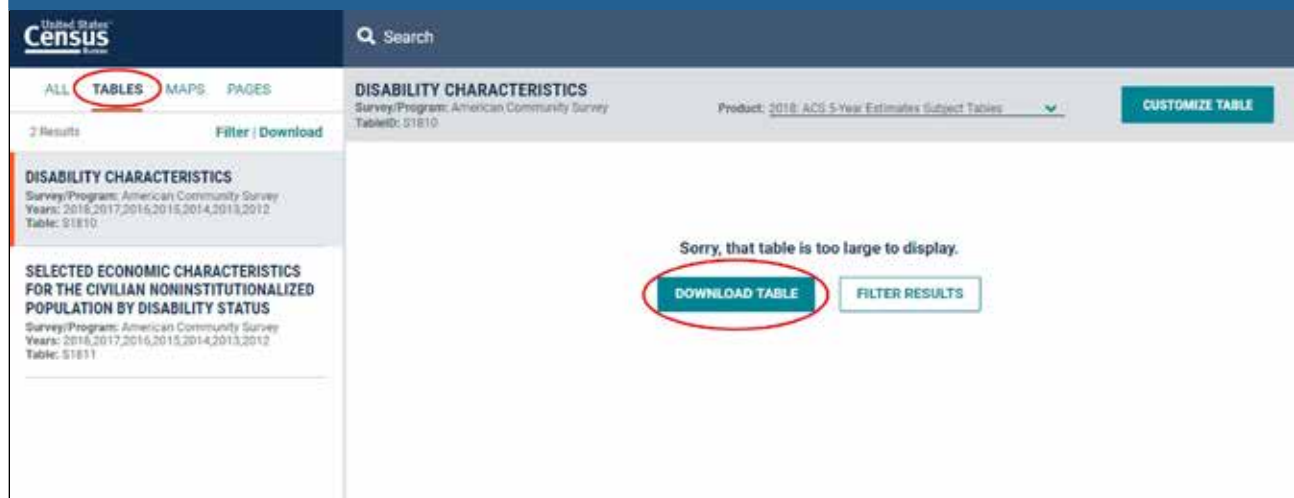 United States®
Census
Bureau
Search
ALL TABLES MAPS PAGES
2 Results Filter | Download
DISABILITY CHARACTERISTICS
Survey/Program: American Community Survey
Years: 2018,2017,2016,2015,2014,2013,2012
Table: S1810
SELECTED ECONOMIC CHARACTERISTICS
FOR THE CIVILIAN NONINSTITUTIONALIZED
POPULATION BY DISABILITY STATUS
Survey/Program: American Community Survey
Years: 2018,2017,2016,2015,2014,2013,2012
Table: S1811
DISABILITY CHARACTERISTICS
Survey/Program: American Community Survey
TableID: S1810
Product: 2018: ACS 5-Year Estimates Subject Tables
CUSTOMIZE TABLE
Sorry, that table is too large to display.
DOWNLOAD TABLE FILTER RESULTS